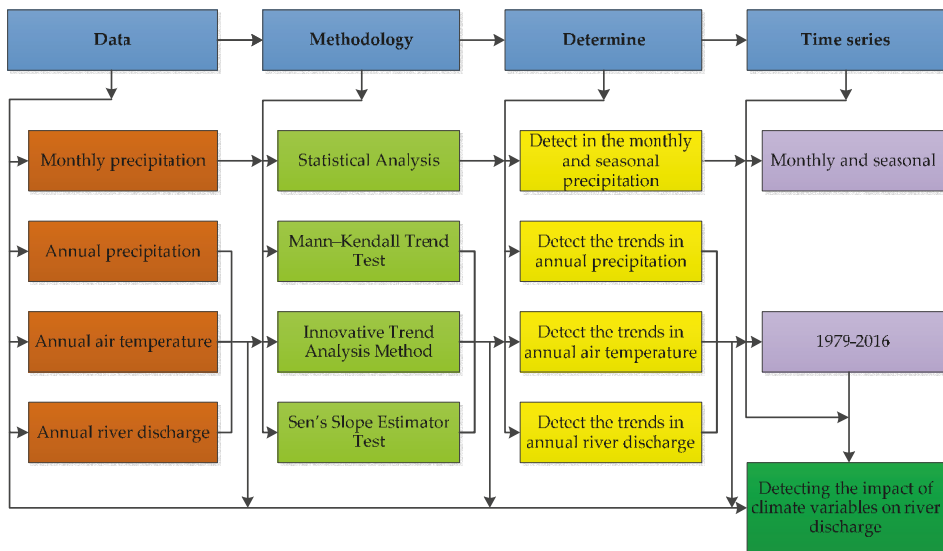 Data
Methodology
Determine
Time series
Monthly precipitation
Statistical Analysis
Detect in the monthly
and seasonal
precipitation
Monthly and seasonal
Annual precipitation
Mann–Kendall Trend
Test
Detect the trends in
annual precipitation
Annual air temperature
Innovative Trend
Analysis Method
Detect the trends in
annual air temperature
1979-2016
Annual river discharge
Sen's Slope Estimator
Test
Detect the trends in
annual river discharge
Detecting the impact of
climate variables on river
discharge